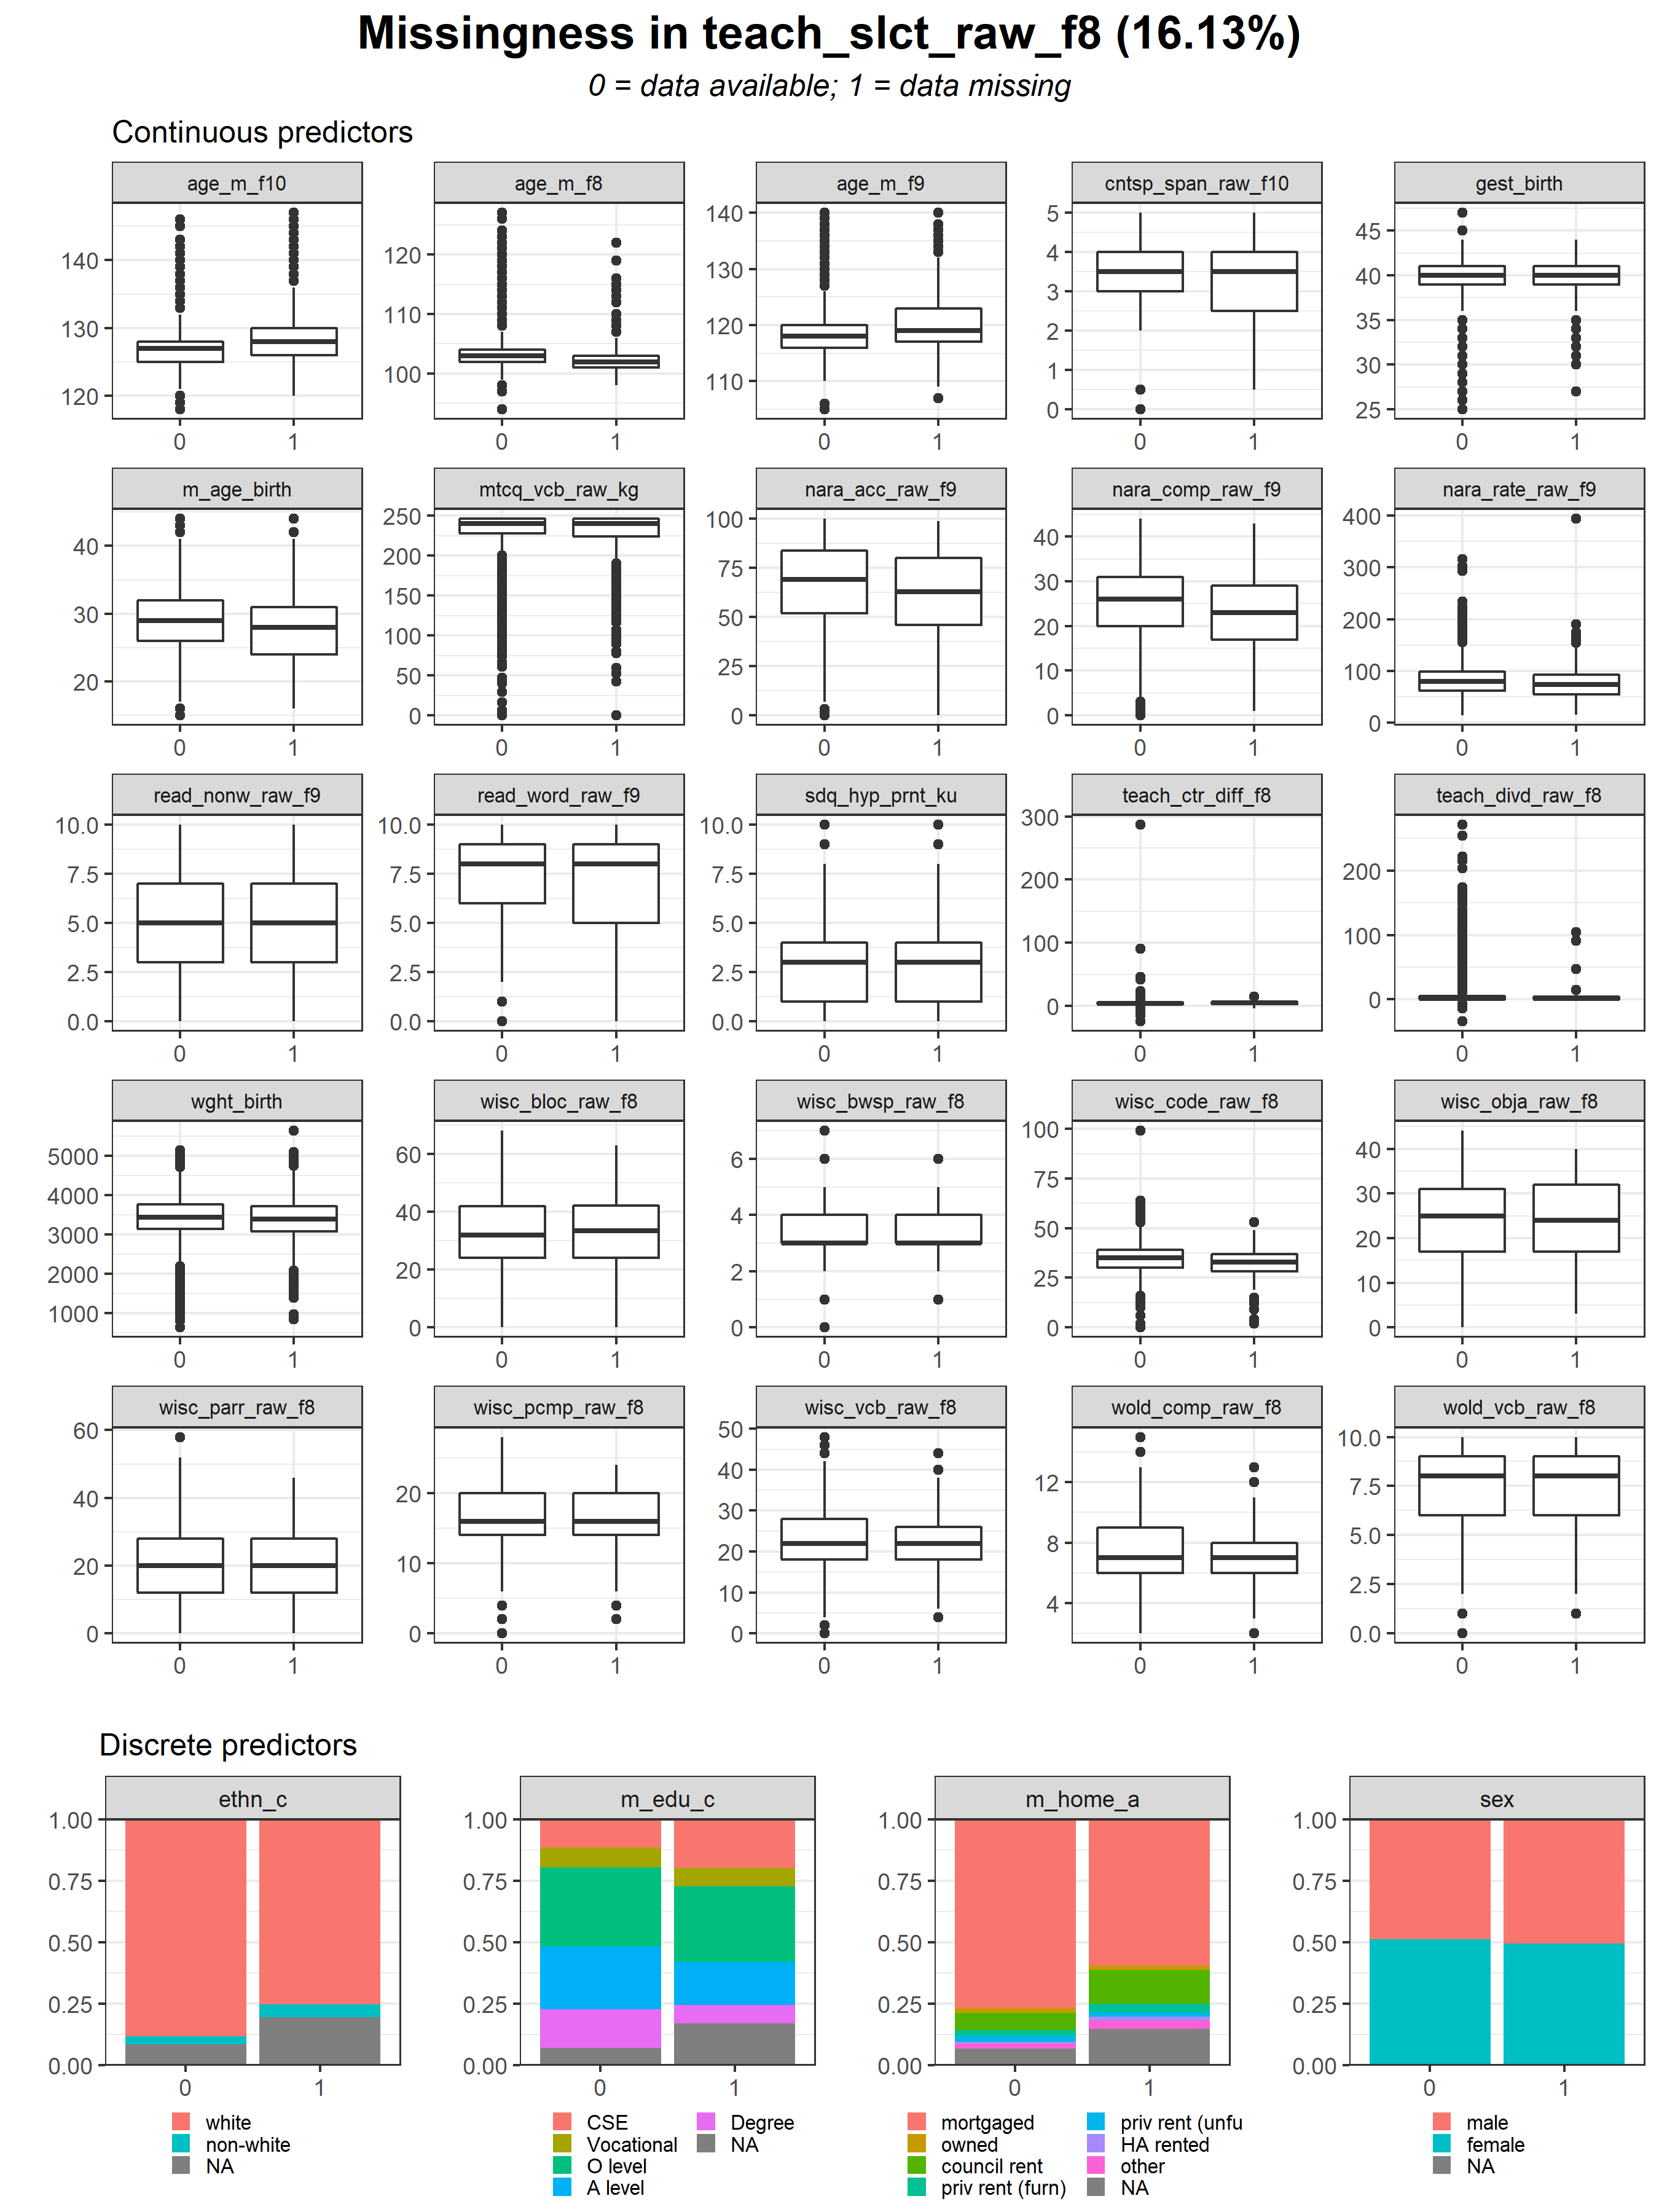 Missingness in teach_slct_raw_f8 (16.13%)
0 = data available; 1 = data missing
Continuous predictors
age_m_f10 age_m_f8 age_m_f9 cntsp_span_raw_f10 gest_birth
140 130 120
120 110 100
140 130 120 110
5 4 3 2 1 0
45 40 35 30 25
0 1 0 1 0 1 0 1 0 1
m_age_birth mtcq_vcb_raw_kg nara_acc_raw_f9 nara_comp_raw_f9 nara_rate_raw_f9
40 30 20
250 200 150 100 50 0
100 75 50 25 0
40 30 20 10 0
400 300 200 100 0
0 1 0 1 0 1 0 1 0 1
read_nonw_raw_f9 read_word_raw_f9 sdq_hyp_prnt_ku teach_ctr_diff_f8 teach_divd_raw_f8
10.0 7.5 5.0 2.5 0.0
10.0 7.5 5.0 2.5 0.0
10.0 7.5 5.0 2.5 0.0
300 200 100 0
200 100 0
0 1 0 1 0 1 0 1 0 1
wght_birth wisc_bloc_raw_f8 wisc_bwsp_raw_f8 wisc_code_raw_f8 wisc_obja_raw_f8
5000 4000 3000 2000 1000
60 40 20 0
6 4 2 0
100 75 50 25 0
40 30 20 10 0
0 1 0 1 0 1 0 1 0 1
wisc_parr_raw_f8 wisc_pcmp_raw_f8 wisc_vcb_raw_f8 wold_comp_raw_f8 wold_vcb_raw_f8
60 40 20 0
20 10 0
50 40 30 20 10 0
12 8 4
10.0 7.5 5.0 2.5 0.0
0 1 0 1 0 1 0 1 0 1
Discrete predictors
ethn_c m_edu_c m_home_a sex
1.00 0.75 0.50 0.25 0.00
1.00 0.75 0.50 0.25 0.00
1.00 0.75 0.50 0.25 0.00
1.00 0.75 0.50 0.25 0.00
0 1 0 1 0 1 0 1
white
non-white
NA
CSE
Vocational
O level
A level
Degree
NA
mortgaged
owned
council rent
priv rent (furn)
priv rent (unfu
HA rented
other
NA
male
female
NA